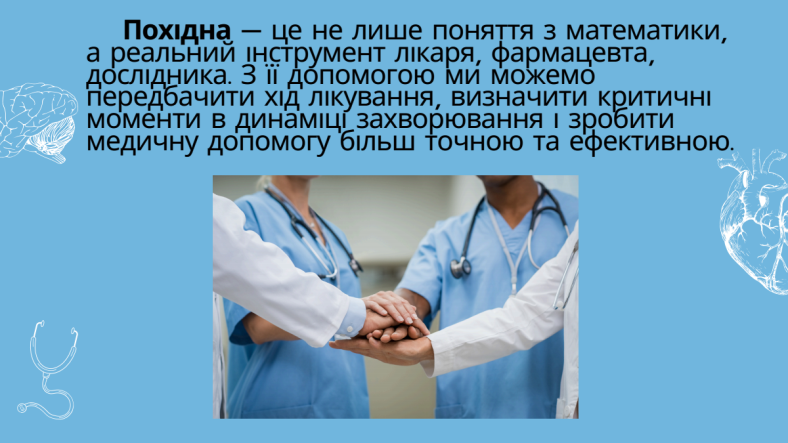 Похідна — це не лише поняття з математики,
а реальний інструмент лікаря, фармацевта,
дослідника. З її допомогою ми можемо
передбачити хід лікування, визначити критичні
моменти в динаміці захворювання і зробити
медичну допомогу більш точною та ефективною.